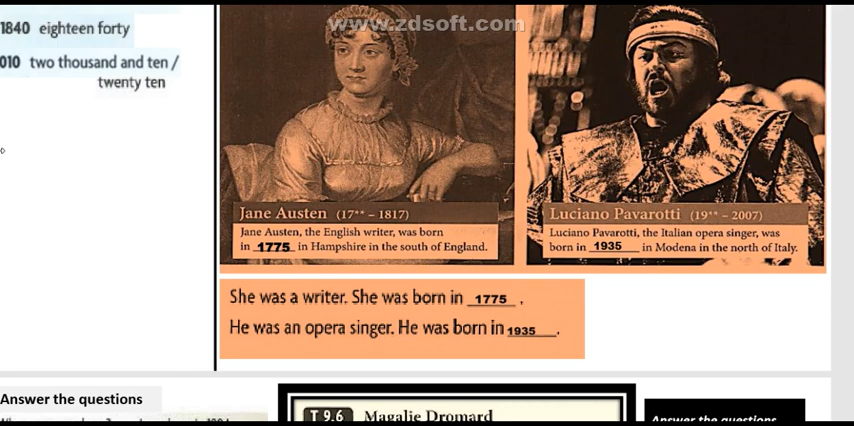 www.zdsoft.com
1840 eighteen forty
010 two thousand and ten /
twenty ten
Jane Austen (17** – 1817)
Jane Austen, the English writer, was born
in 1775 in Hampshire in the south of England.
Luciano Pavarotti (19** – 2007)
Luciano Pavarotti, the Italian opera singer, was
born in 1935 in Modena in the north of Italy.
She was a writer. She was born in 1775 .
He was an opera singer. He was born in 1935 .
Answer the questions
T 9.6 Magalie Dromard
Answer the questions